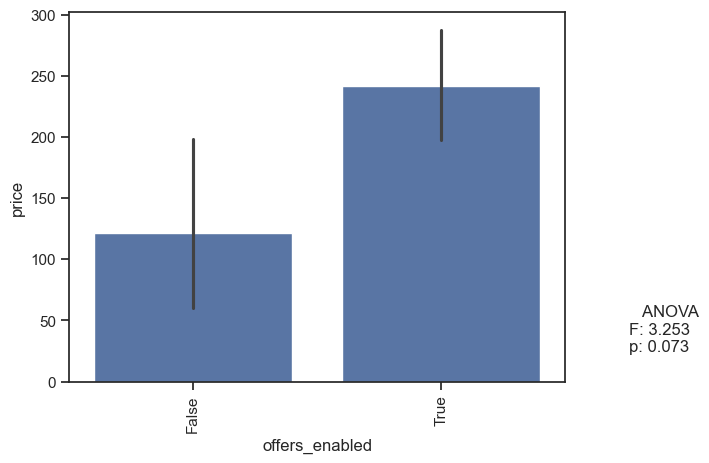 300
250
200
150
100
50
0
price
False
True
offers_enabled
ANOVA
F: 3.253
p: 0.073